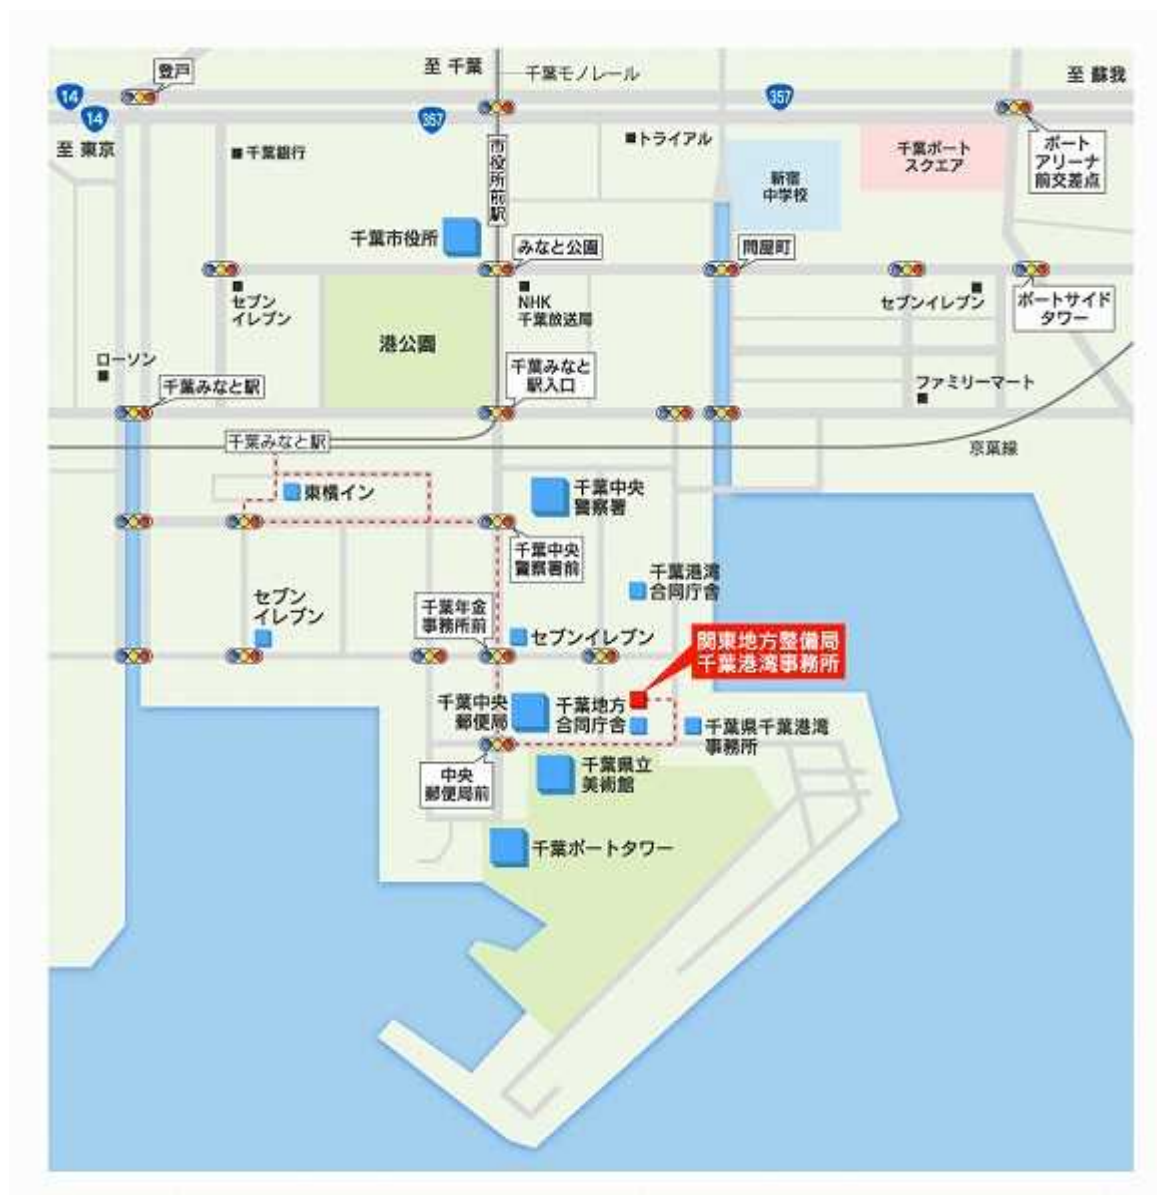 登戸
至 千葉
千葉モノレール
至 蘇我
14
14
357
357
至 東京
千葉銀行
市役所前駅
トライアル
新宿
中学校
千葉ポート
スクエア
ポート
アリーナ
前交差点
千葉市役所
みなと公園
問屋町
セブン
イレブン
NHK
千葉放送局
セブンイレブン
ポートサイド
タワー
港公園
ローソン
千葉みなと駅
千葉みなと
駅入口
ファミリーマート
千葉みなと駅
京葉線
東横イン
千葉中央
警察署
千葉中央
警察署前
千葉港湾
合同庁舎
セブン
イレブン
千葉年金
事務所前
セブンイレブン
関東地方整備局
千葉港湾事務所
千葉中央
郵便局
千葉地方
合同庁舎
千葉県千葉港湾
事務所
中央
郵便局前
千葉県立
美術館
千葉ポートタワー